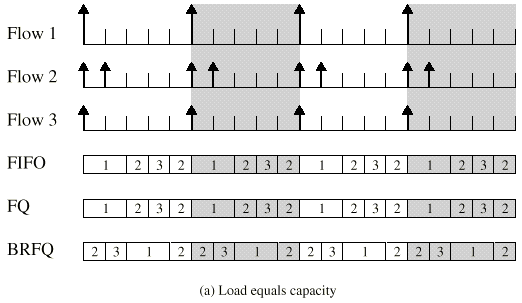 Flow 1
Flow 2
Flow 3
FIFO 1 2 3 2 1 2 3 2 1 2 3 2 1 2 3 2
FQ 1 2 3 2 1 2 3 2 1 2 3 2 1 2 3 2
BRFQ 2 3 1 2 2 3 1 2 2 3 1 2 2 3 1 2
(a) Load equals capacity